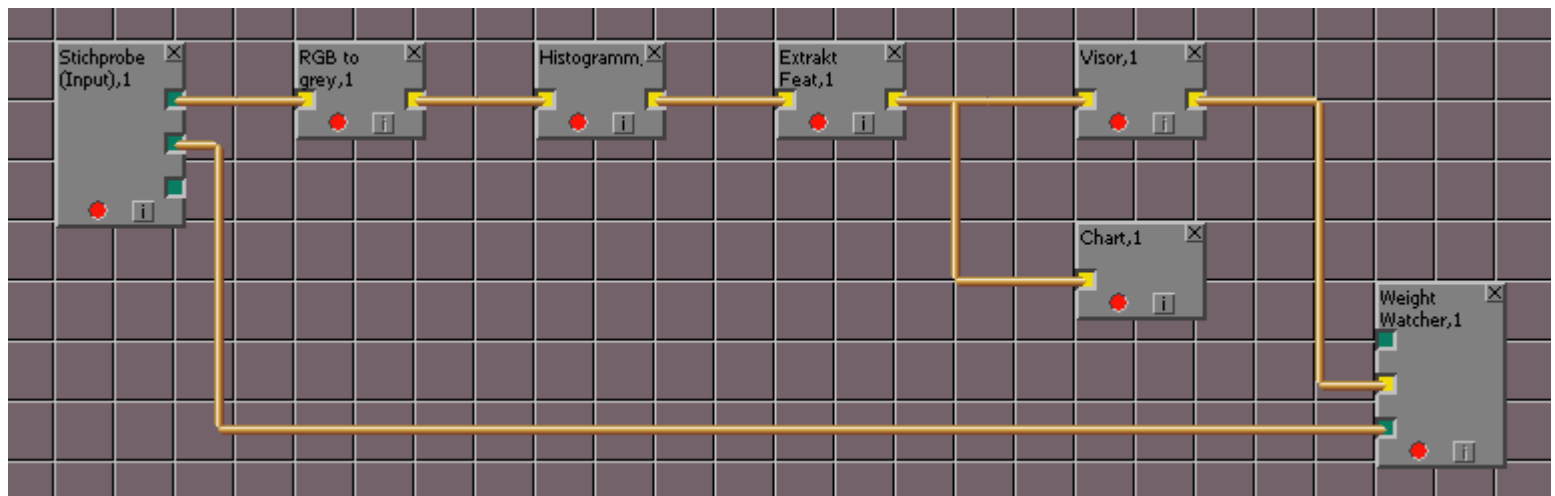 Stichprobe
(Input),1
RGB to
grey,1
Histogramm,
Extrakt
Feat,1
Visor,1
Chart,1
Weight
Watcher,1
i
i
i
i
i
i
i